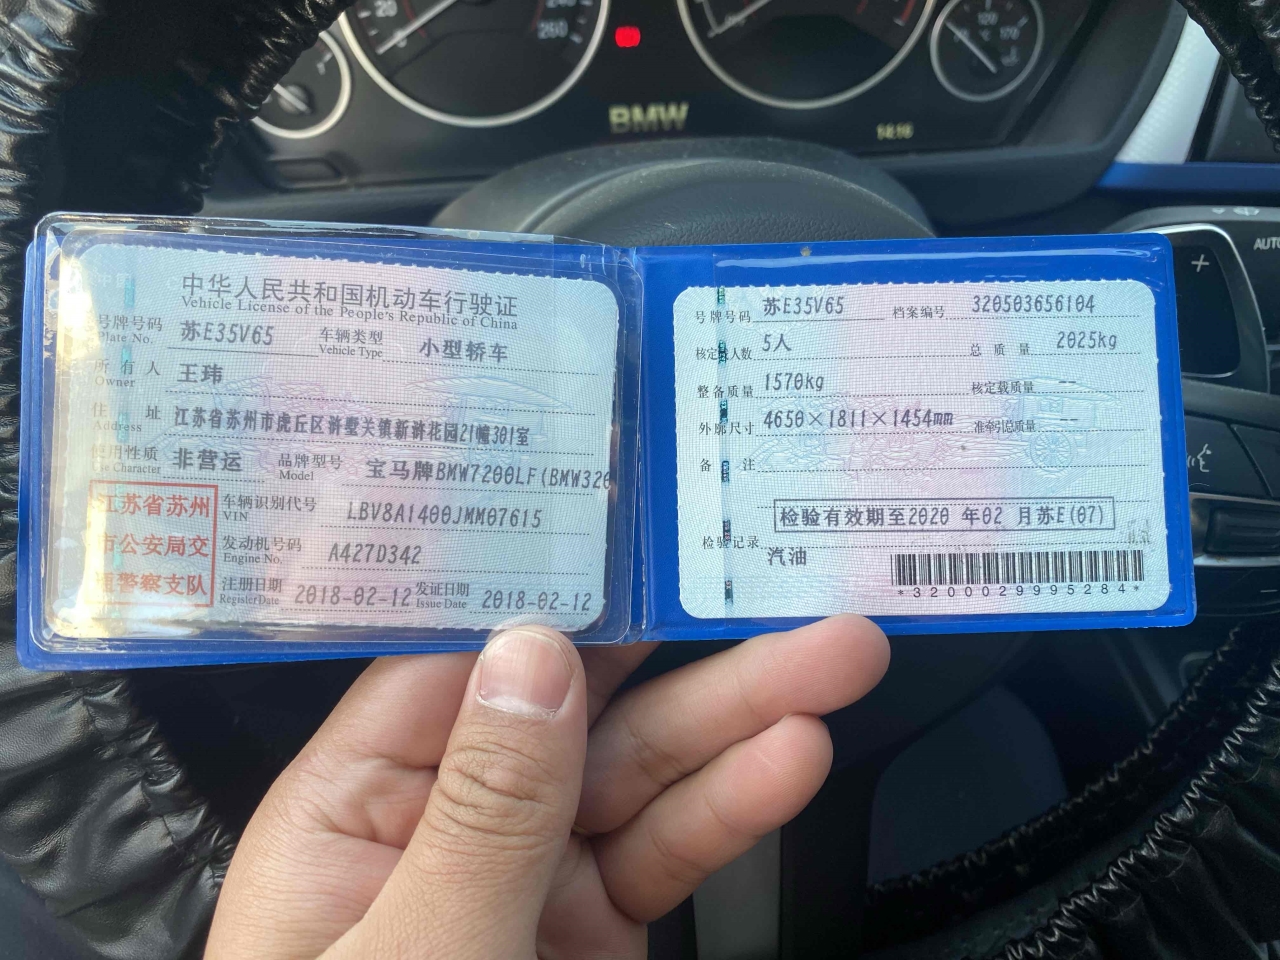 20
260
120
170
BMW
14:16
AUTO
中华人民共和国机动车行驶证
Vehicle License of the People's Republic of China
号牌号码 苏E35V65 车辆类型 小型轿车
Plate No. Vehicle Type
所有人 王玮
Owner
住址 江苏省苏州市虎丘区浒墅关镇新浒花园21幢301室
Address
使用性质 非营运 品牌型号 宝马牌BMW7200LF(BMW320
Use Character Model
江苏省苏州
市公安局交
通警察支队
车辆识别代号 LBV8A1400JMM07615
VIN
发动机号码 A427D342
Engine No.
注册日期 2018-02-12 发证日期 2018-02-12
Register Date Issue Date
号牌号码 苏E35V65 档案编号 320503656104
核定载人数 5人 总质量 2025kg
整备质量 1570kg 核定载质量 --
外廓尺寸 4650×1811×1454mm 准牵引总质量 --
备注
检验有效期至2020 年02 月苏E(07)
检验记录
汽油
*3200029995284*